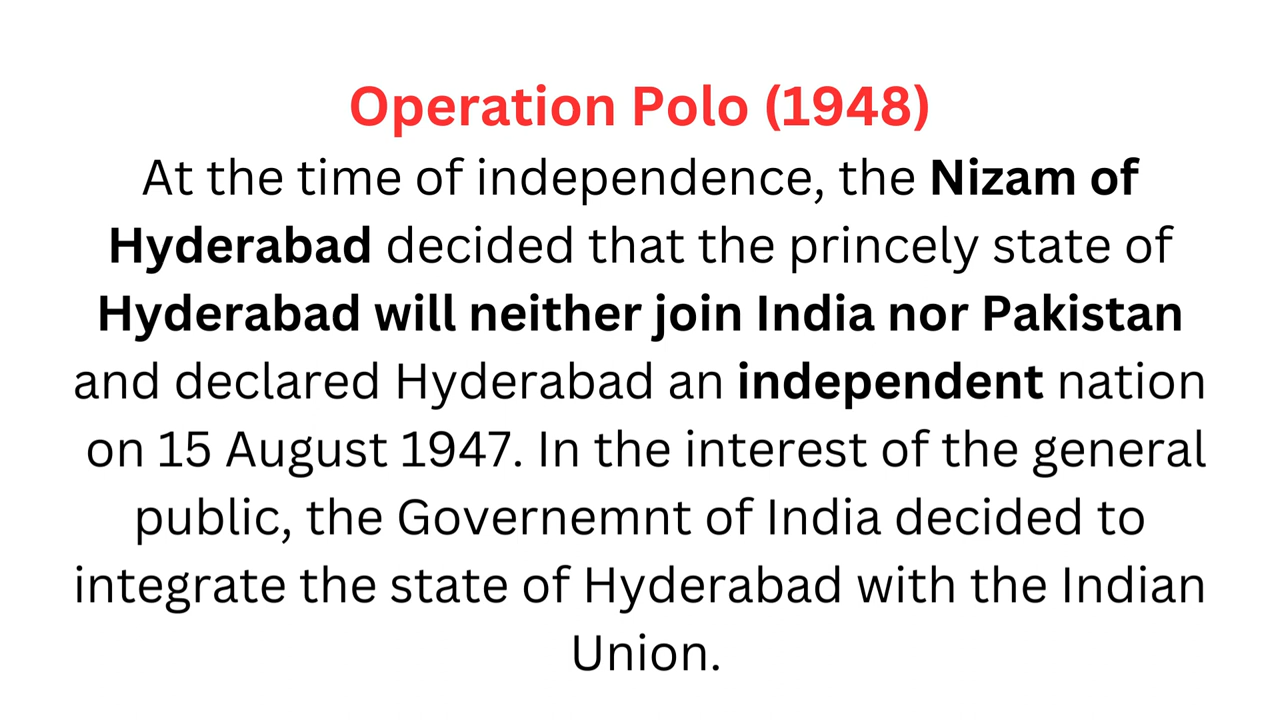 Operation Polo (1948)
At the time of independence, the Nizam of
Hyderabad decided that the princely state of
Hyderabad will neither join India nor Pakistan
and declared Hyderabad an independent nation
on 15 August 1947. In the interest of the general
public, the Governemnt of India decided to
integrate the state of Hyderabad with the Indian
Union.